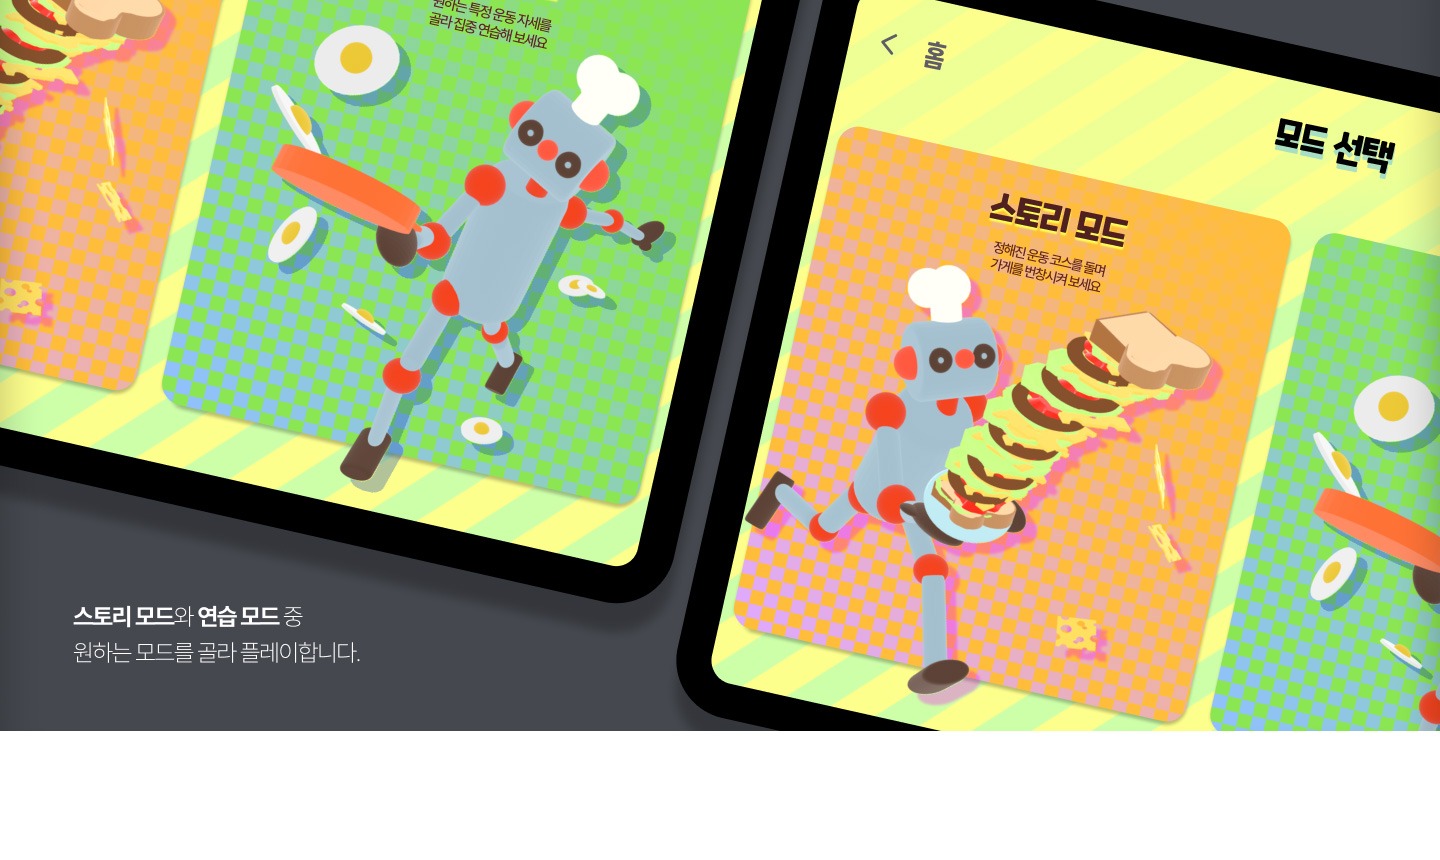 원하는 특정 운동 자세를
골라 집중 연습해 보세요
홈
모드 선택
스토리 모드
정해진 운동 코스를 돌며
가게를 번창시켜 보세요
스토리 모드와 연습 모드 중
원하는 모드를 골라 플레이합니다.